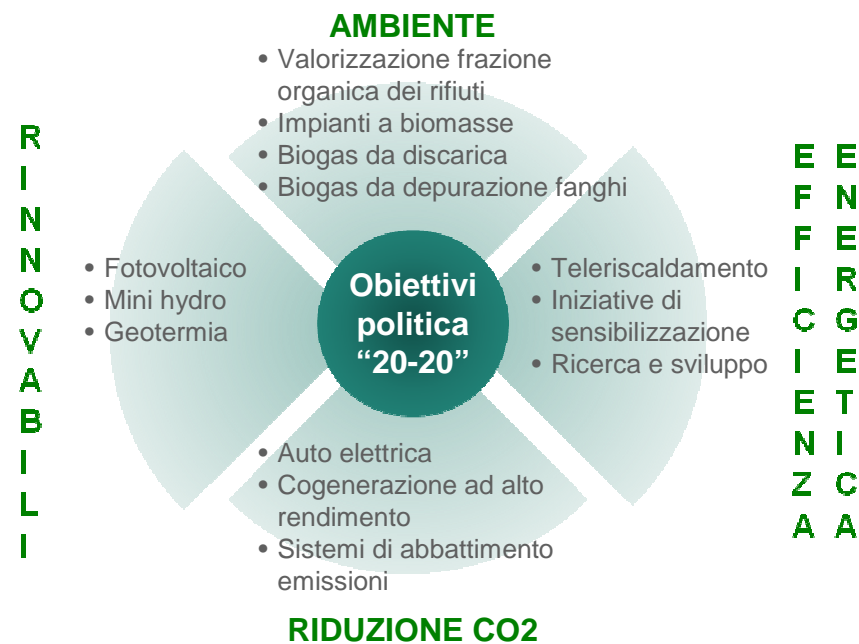 AMBIENTE
• Valorizzazione frazione
organica dei rifiuti
• Impianti a biomasse
• Biogas da discarica
• Biogas da depurazione fanghi
RINNOVABILI
• Fotovoltaico
• Mini hydro
• Geotermia
Obiettivi
politica
“20-20”
• Teleriscaldamento
• Iniziative di
sensibilizzazione
• Ricerca e sviluppo
EFFICIENZA
ENERGETICA
• Auto elettrica
• Cogenerazione ad alto
rendimento
• Sistemi di abbattimento
emissioni
RIDUZIONE CO2